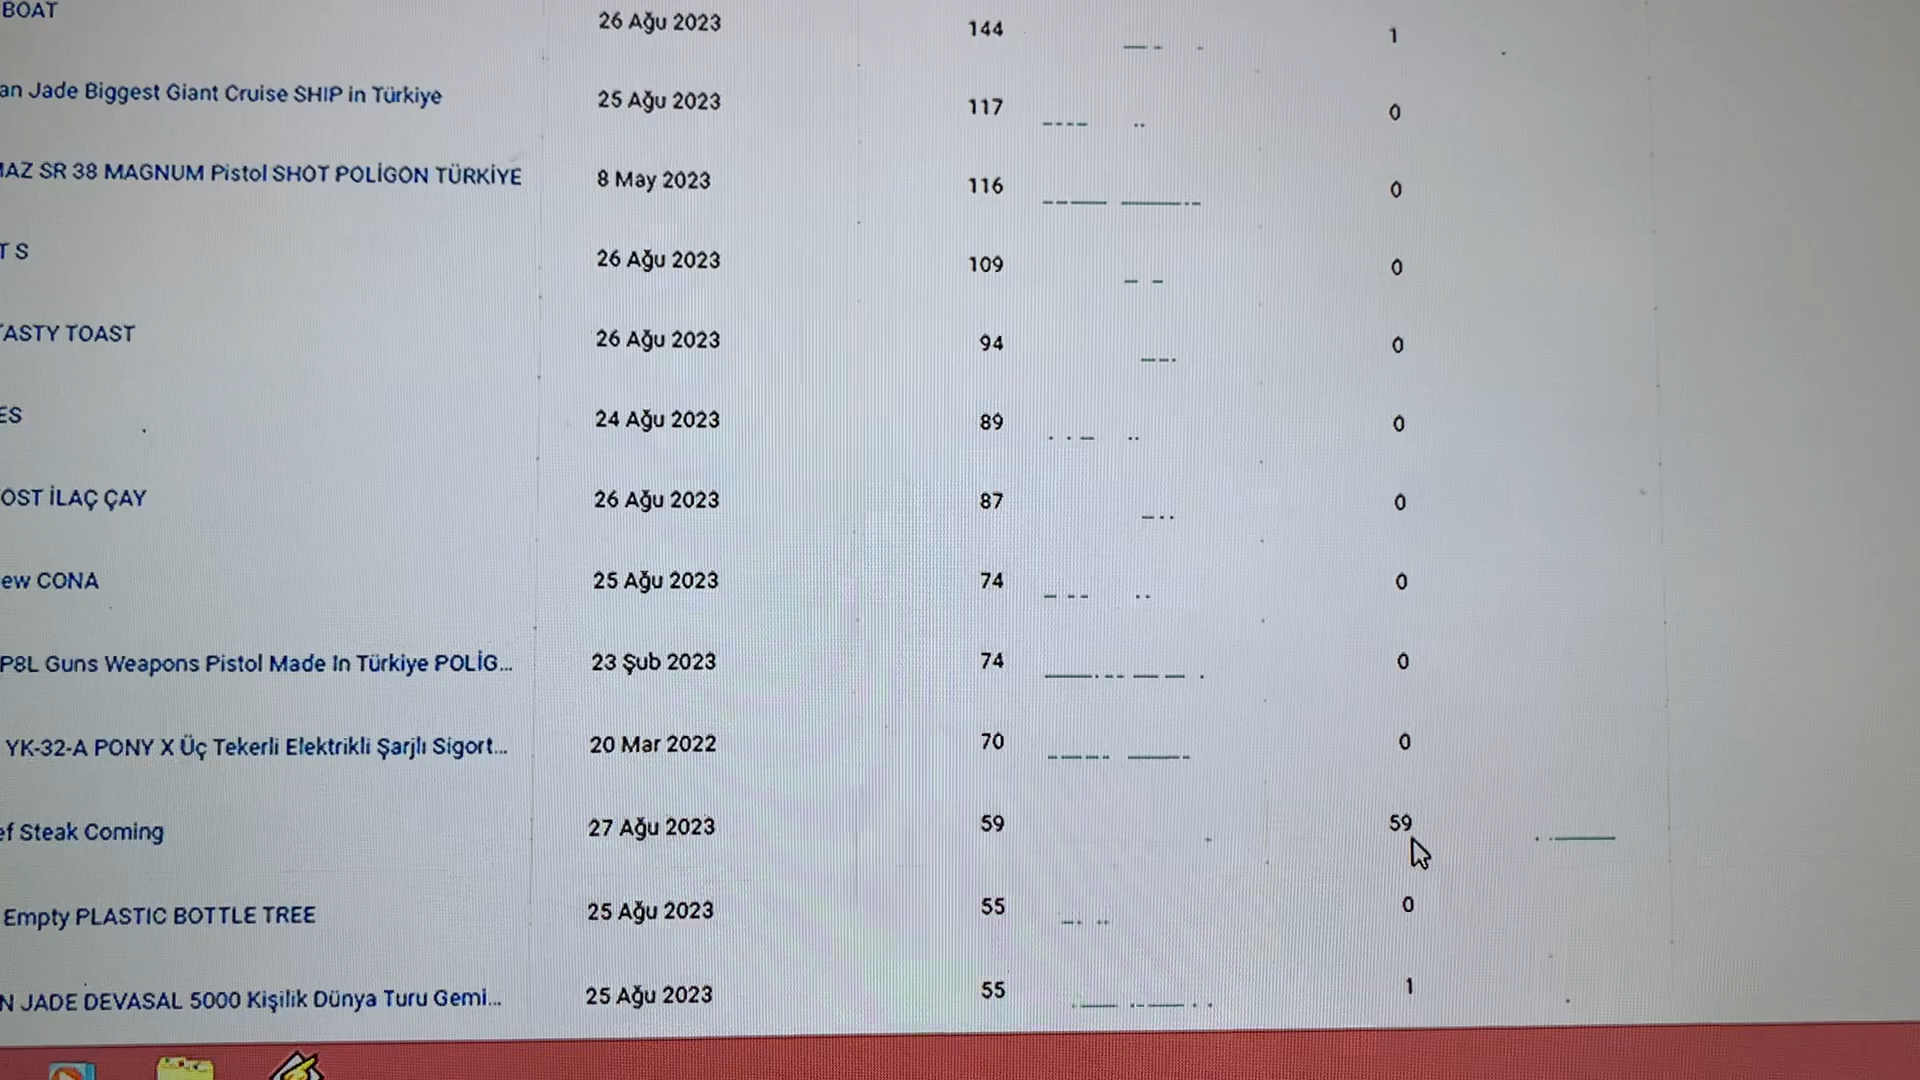 BOAT 26 Ağu 2023 144 1
an Jade Biggest Giant Cruise SHIP in Türkiye 25 Ağu 2023 117 0
MAZ SR 38 MAGNUM Pistol SHOT POLİGON TÜRKİYE 8 May 2023 116 0
T S 26 Ağu 2023 109 0
TASTY TOAST 26 Ağu 2023 94 0
ES 24 Ağu 2023 89 0
OST İLAÇ ÇAY 26 Ağu 2023 87 0
ew CONA 25 Ağu 2023 74 0
P8L Guns Weapons Pistol Made In Türkiye POLİG... 23 Şub 2023 74 0
YK-32-A PONY X Üç Tekerli Elektrikli Şarjlı Sigort... 20 Mar 2022 70 0
ef Steak Coming 27 Ağu 2023 59 59
Empty PLASTIC BOTTLE TREE 25 Ağu 2023 55 0
N JADE DEVASAL 5000 Kişilik Dünya Turu Gemi... 25 Ağu 2023 55 1